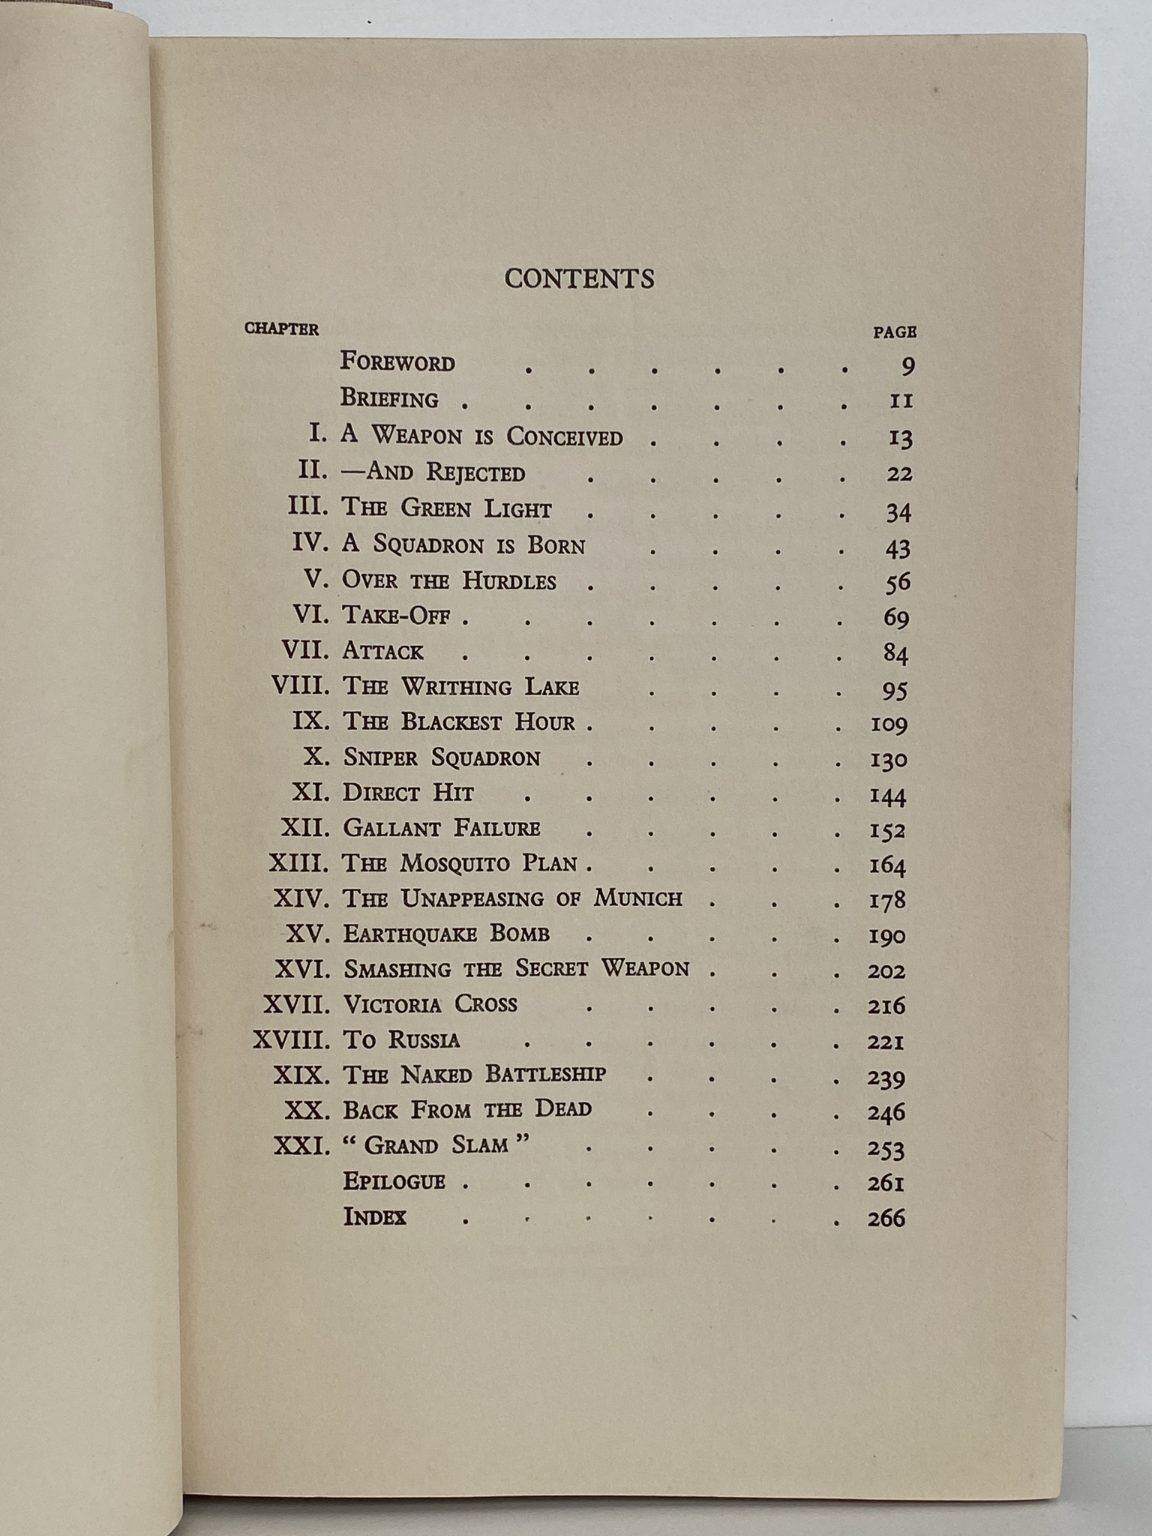 CONTENTS
CHAPTER PAGE
FOREWORD . . . . . . 9
BRIEFING . . . . . . . 11
I. A WEAPON IS CONCEIVED . . . . 13
II. —AND REJECTED . . . . . 22
III. THE GREEN LIGHT . . . . . 34
IV. A SQUADRON IS BORN . . . . 43
V. OVER THE HURDLES . . . . . 56
VI. TAKE-OFF . . . . . . . 69
VII. ATTACK . . . . . . . 84
VIII. THE WRITHING LAKE . . . . 95
IX. THE BLACKEST HOUR . . . . . 109
X. SNIPER SQUADRON . . . . . 130
XI. DIRECT HIT . . . . . . 144
XII. GALLANT FAILURE . . . . . 152
XIII. THE MOSQUITO PLAN . . . . . 164
XIV. THE UNAPPEASING OF MUNICH . . . 178
XV. EARTHQUAKE BOMB . . . . . 190
XVI. SMASHING THE SECRET WEAPON . . . 202
XVII. VICTORIA CROSS . . . . . 216
XVIII. TO RUSSIA . . . . . . 221
XIX. THE NAKED BATTLESHIP . . . . 239
XX. BACK FROM THE DEAD . . . . 246
XXI. “ GRAND SLAM ” . . . . . 253
EPILOGUE . . . . . . . 261
INDEX . . . . . . . 266